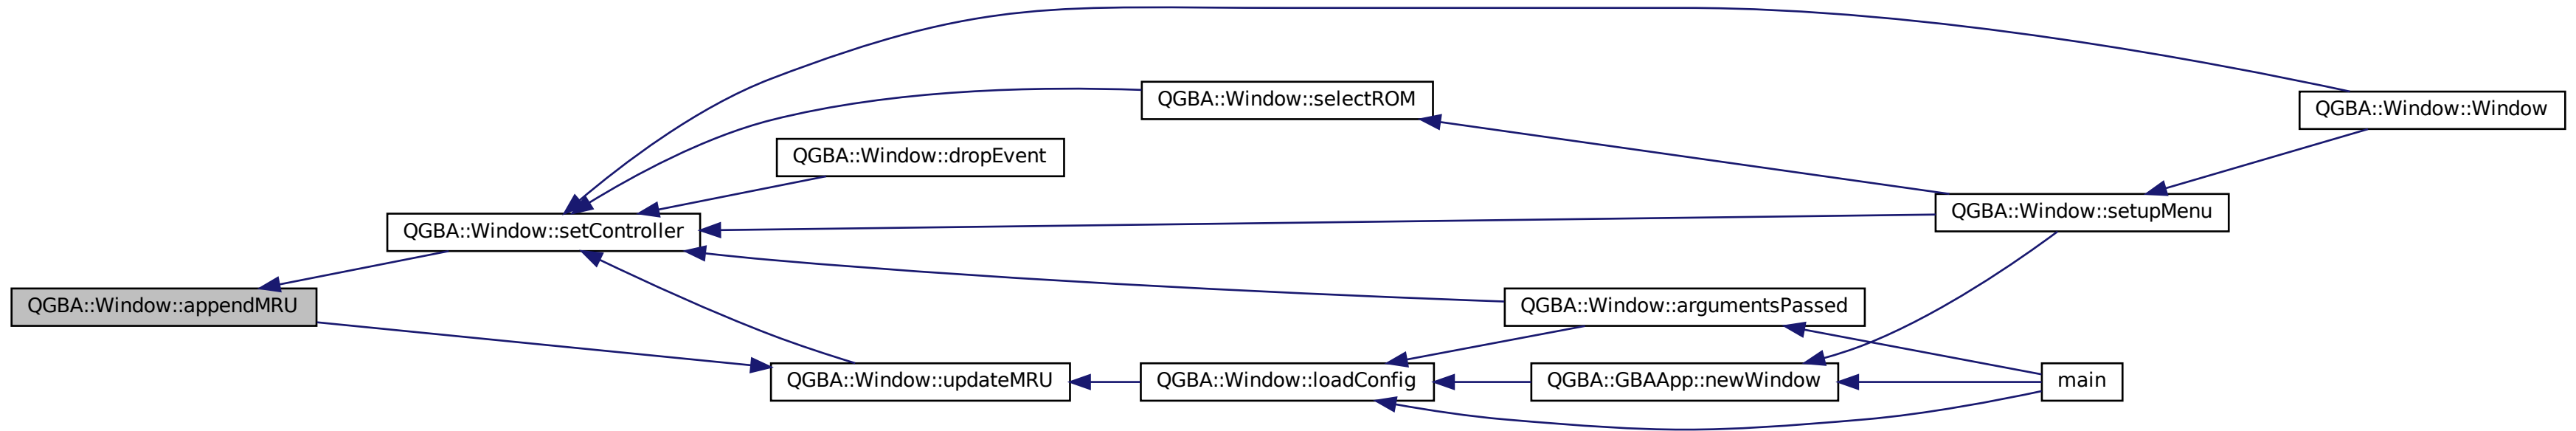 QGBA::Window::selectROM
QGBA::Window::Window
QGBA::Window::dropEvent
QGBA::Window::setupMenu
QGBA::Window::setController
QGBA::Window::appendMRU
QGBA::Window::argumentsPassed
QGBA::Window::updateMRU
QGBA::Window::loadConfig
QGBA::GBAApp::newWindow
main